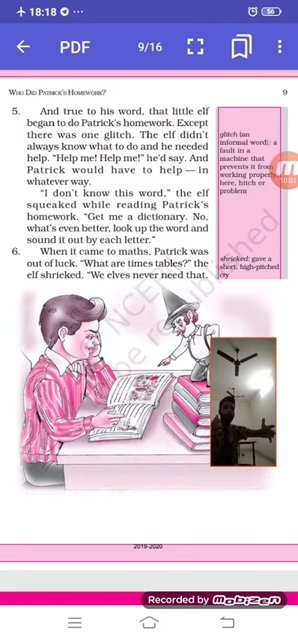 18:18
56
PDF
9/16
WHO DID PATRICK'S HOMEWORK?
9
5. And true to his word, that little elf
began to do Patrick's homework. Except
there was one glitch. The elf didn't
always know what to do and he needed
help. “Help me! Help me!” he'd say. And
Patrick would have to help — in
whatever way.
“I don't know this word,” the elf
squeaked while reading Patrick's
homework. “Get me a dictionary. No,
what's even better, look up the word and
sound it out by each letter.”
6. When it came to maths, Patrick was
out of luck. “What are times tables?” the
elf shrieked. “We elves never need that.
glitch (an
informal word): a
fault in a
machine that
prevents it from
working properly;
here, hitch or
problem
shrieked: gave a
short, high-pitched
cry
M
10:02
NCE
be republished
2019-2020
Recorded by Mobizen